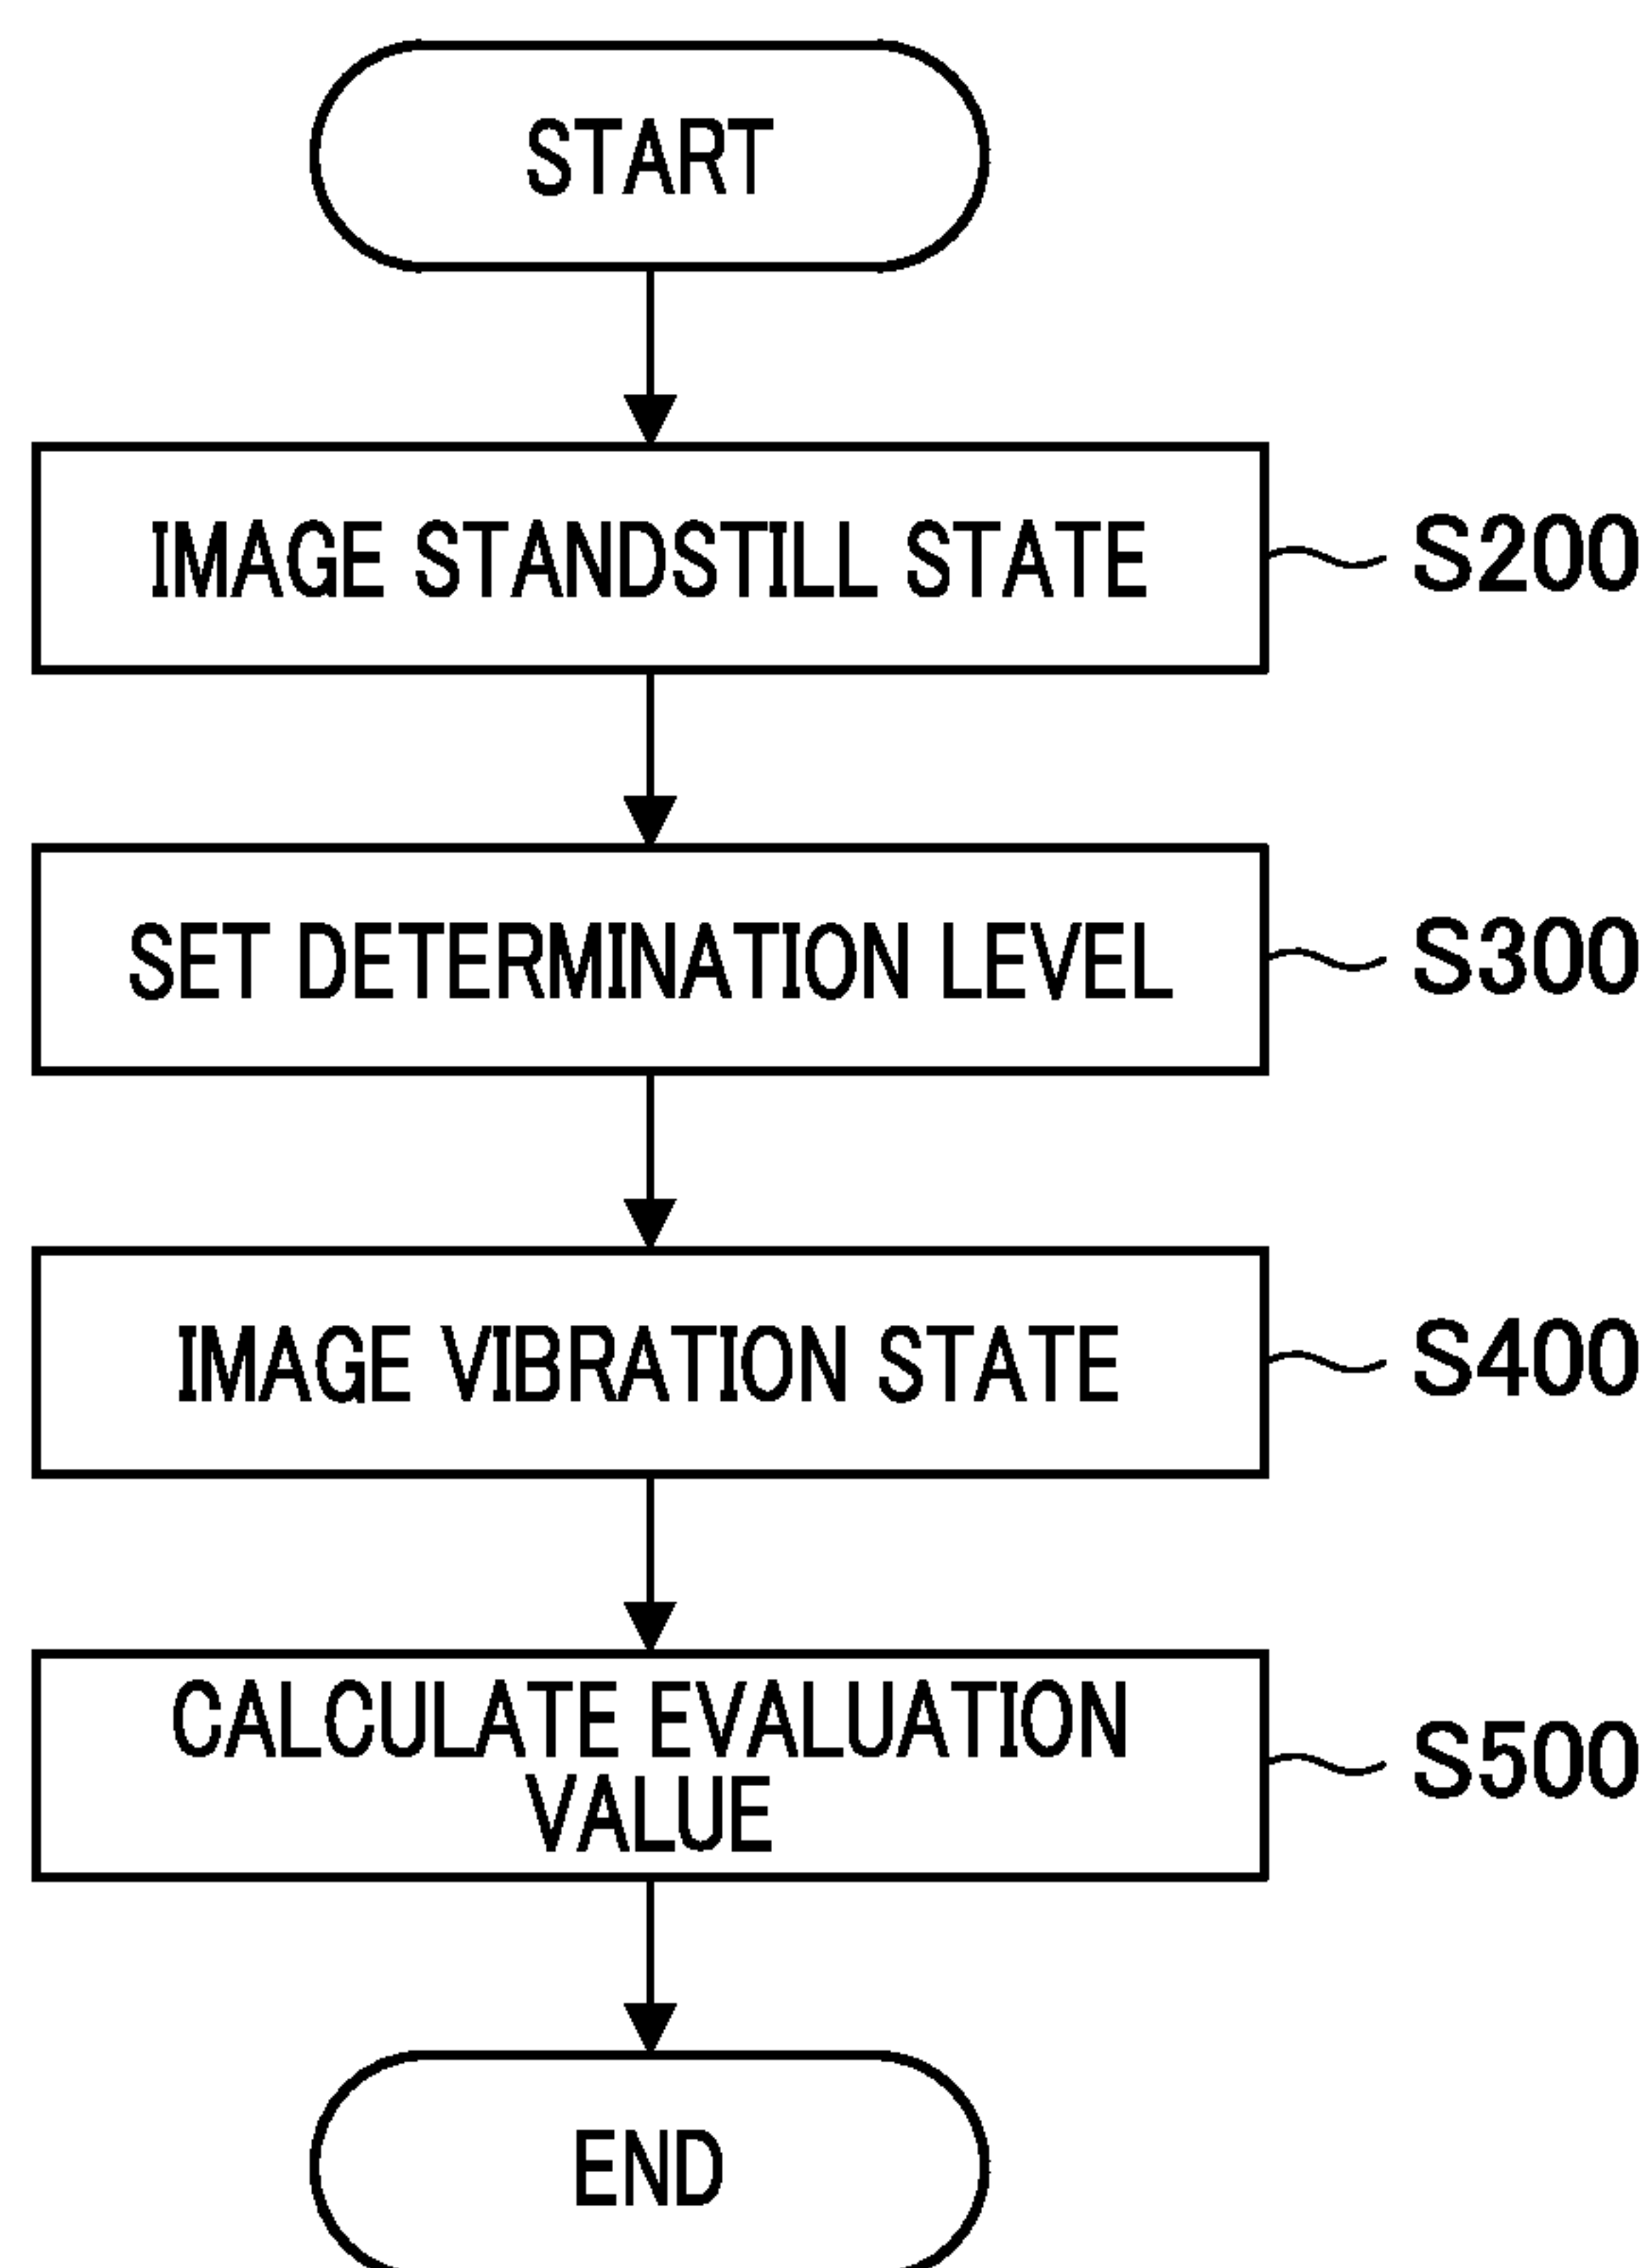 START
IMAGE STANDSTILL STATE
S200
SET DETERMINATION LEVEL
S300
IMAGE VIBRATION STATE
S400
CALCULATE EVALUATION
VALUE
S500
END